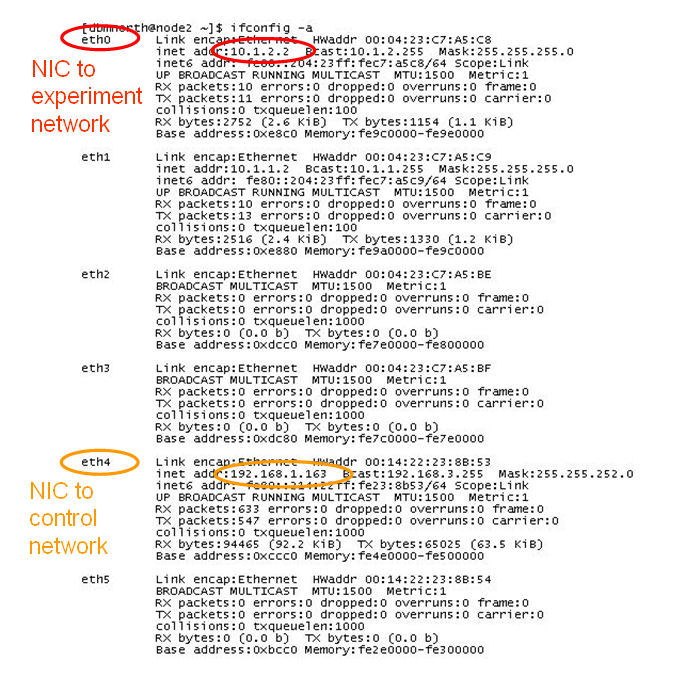 [dbmnorth@node2 ~]$ ifconfig -a
eth0 Link encap:Ethernet HWaddr 00:04:23:C7:A5:C8
inet addr:10.1.2.2 Bcast:10.1.2.255 Mask:255.255.255.0
inet6 addr: fe80::204:23ff:fec7:a5c8/64 Scope:Link
UP BROADCAST RUNNING MULTICAST MTU:1500 Metric:1
RX packets:10 errors:0 dropped:0 overruns:0 frame:0
TX packets:11 errors:0 dropped:0 overruns:0 carrier:0
collisions:0 txqueuelen:100
RX bytes:2752 (2.6 KiB) TX bytes:1154 (1.1 KiB)
Base address:0xe8c0 Memory:fe9c0000-fe9e0000
NIC to
experiment
network
eth1 Link encap:Ethernet HWaddr 00:04:23:C7:A5:C9
inet addr:10.1.1.2 Bcast:10.1.1.255 Mask:255.255.255.0
inet6 addr: fe80::204:23ff:fec7:a5c9/64 Scope:Link
UP BROADCAST RUNNING MULTICAST MTU:1500 Metric:1
RX packets:10 errors:0 dropped:0 overruns:0 frame:0
TX packets:13 errors:0 dropped:0 overruns:0 carrier:0
collisions:0 txqueuelen:100
RX bytes:2516 (2.4 KiB) TX bytes:1330 (1.2 KiB)
Base address:0xe880 Memory:fe9a0000-fe9c0000
eth2 Link encap:Ethernet HWaddr 00:04:23:C7:A5:BE
BROADCAST MULTICAST MTU:1500 Metric:1
RX packets:0 errors:0 dropped:0 overruns:0 frame:0
TX packets:0 errors:0 dropped:0 overruns:0 carrier:0
collisions:0 txqueuelen:1000
RX bytes:0 (0.0 b) TX bytes:0 (0.0 b)
Base address:0xdcc0 Memory:fe7e0000-fe800000
eth3 Link encap:Ethernet HWaddr 00:04:23:C7:A5:BF
BROADCAST MULTICAST MTU:1500 Metric:1
RX packets:0 errors:0 dropped:0 overruns:0 frame:0
TX packets:0 errors:0 dropped:0 overruns:0 carrier:0
collisions:0 txqueuelen:1000
RX bytes:0 (0.0 b) TX bytes:0 (0.0 b)
Base address:0xdc80 Memory:fe7c0000-fe7e0000
eth4 Link encap:Ethernet HWaddr 00:14:22:23:8B:53
inet addr:192.168.1.163 Bcast:192.168.3.255 Mask:255.255.252.0
inet6 addr: fe80::214:22ff:fe23:8b53/64 Scope:Link
UP BROADCAST RUNNING MULTICAST MTU:1500 Metric:1
RX packets:633 errors:0 dropped:0 overruns:0 frame:0
TX packets:547 errors:0 dropped:0 overruns:0 carrier:0
collisions:0 txqueuelen:1000
RX bytes:94465 (92.2 KiB) TX bytes:65025 (63.5 KiB)
Base address:0xccc0 Memory:fe4e0000-fe500000
NIC to
control
network
eth5 Link encap:Ethernet HWaddr 00:14:22:23:8B:54
BROADCAST MULTICAST MTU:1500 Metric:1
RX packets:0 errors:0 dropped:0 overruns:0 frame:0
TX packets:0 errors:0 dropped:0 overruns:0 carrier:0
collisions:0 txqueuelen:1000
RX bytes:0 (0.0 b) TX bytes:0 (0.0 b)
Base address:0xbcc0 Memory:fe2e0000-fe300000